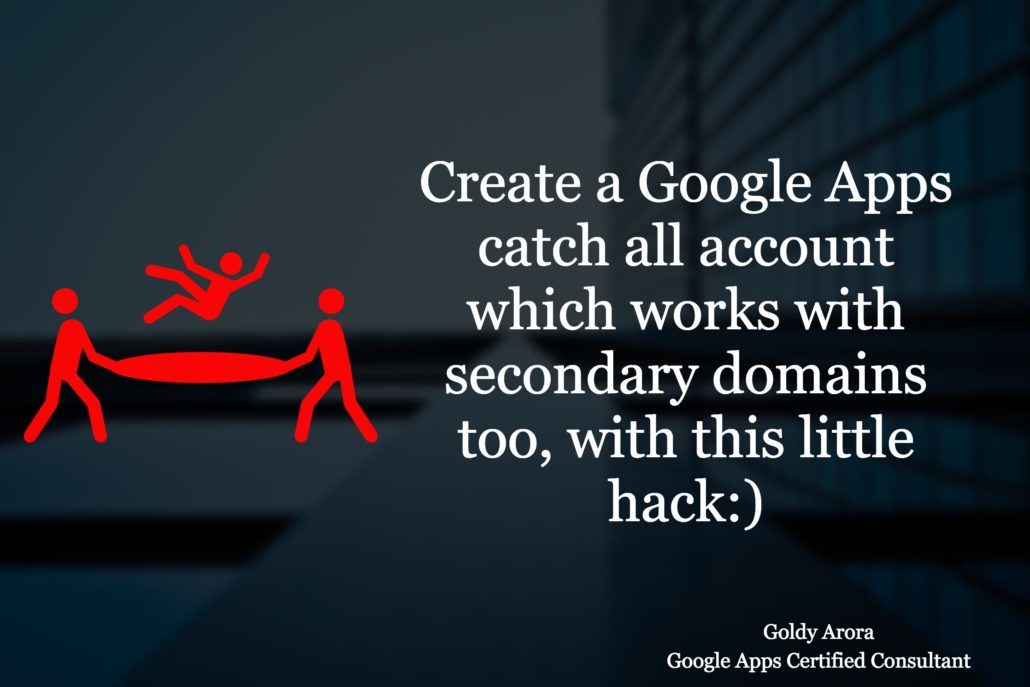 Create a Google Apps
catch all account
which works with
secondary domains
too, with this little
hack:)
Goldy Arora
Google Apps Certified Consultant